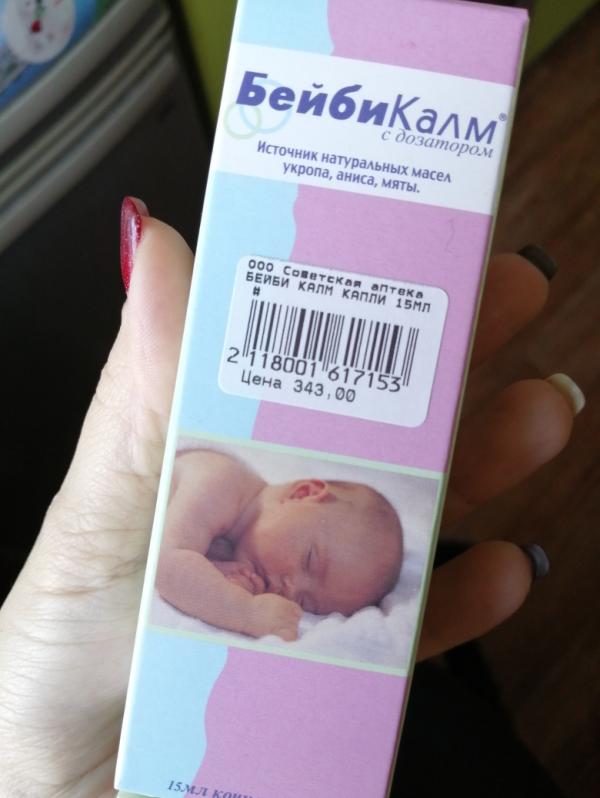 БейбиКалм®
с дозатором
Источник натуральных масел
укропа, аниса, мяты.
ООО Советская аптека
БЕЙБИ КАЛМ КАПЛИ 15МЛ
#
2 118001 617153
Цена 343,00
15мл